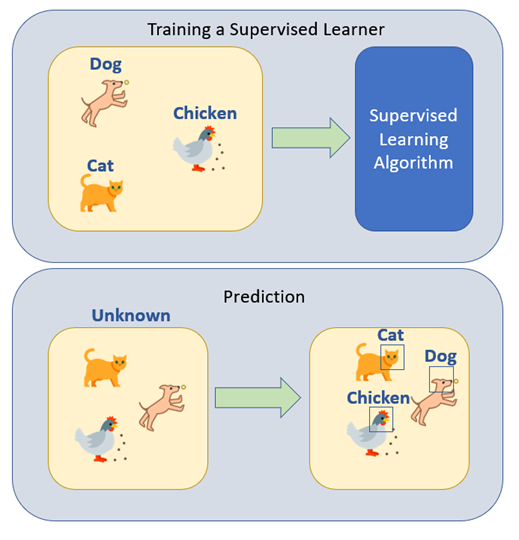 Training a Supervised Learner
Dog
Chicken
Cat
Supervised
Learning
Algorithm
Prediction
Unknown
Cat
Dog
Chicken